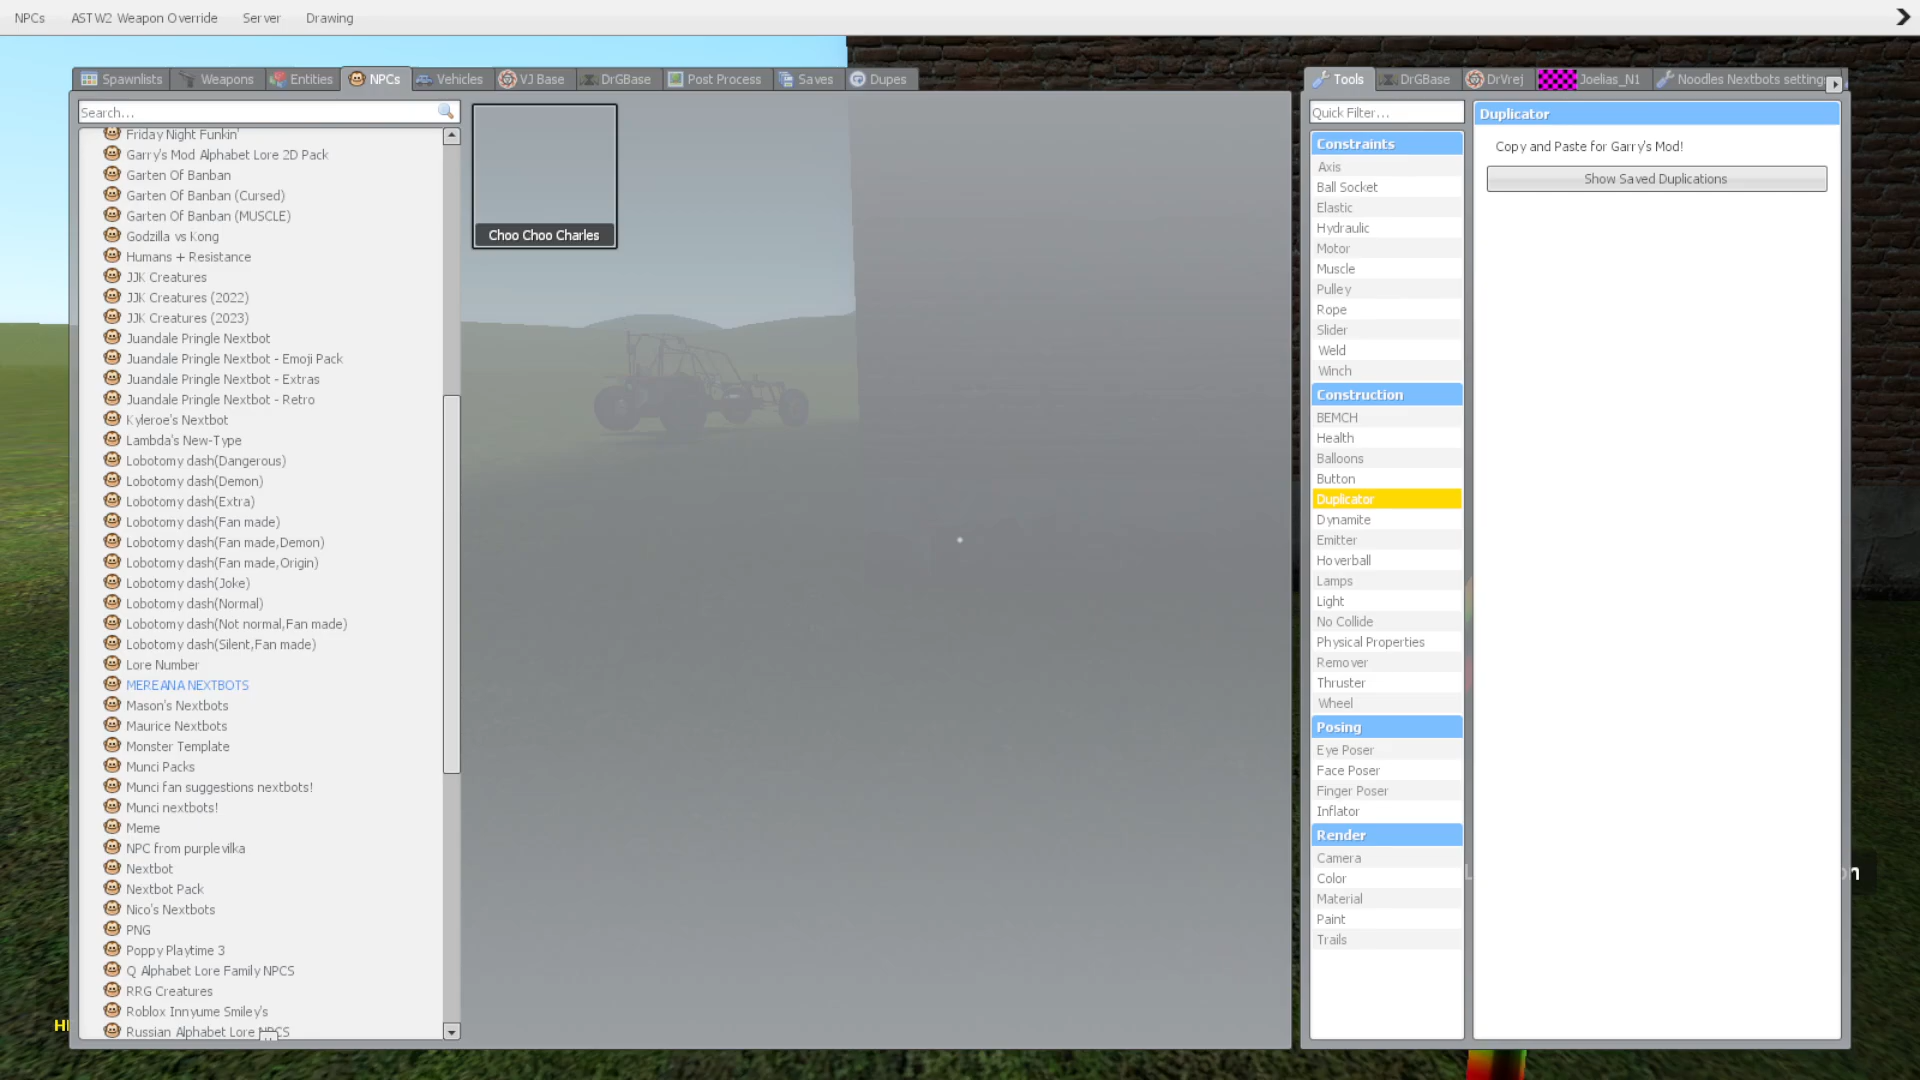 NPCs AST W2 Weapon Override Server Drawing
Spawnlists Weapons Entities NPCs Vehicles VJ Base DrGBase Post Process Saves Dupes
Search...
Friday Night Funkin'
Garry's Mod Alphabet Lore 2D Pack
Garten Of Banban
Garten Of Banban (Cursed)
Garten Of Banban (MUSCLE)
Godzilla vs Kong
Humans + Resistance
JJK Creatures
JJK Creatures (2022)
JJK Creatures (2023)
Juandale Pringle Nextbot
Juandale Pringle Nextbot - Emoji Pack
Juandale Pringle Nextbot - Extras
Juandale Pringle Nextbot - Retro
Kyleroe's Nextbot
Lambda's New-Type
Lobotomy dash(Dangerous)
Lobotomy dash(Demon)
Lobotomy dash(Extra)
Lobotomy dash(Fan made)
Lobotomy dash(Fan made,Demon)
Lobotomy dash(Fan made,Origin)
Lobotomy dash(Joke)
Lobotomy dash(Normal)
Lobotomy dash(Not normal,Fan made)
Lobotomy dash(Silent,Fan made)
Lore Number
MEREANA NEXTBOTS
Mason's Nextbots
Maurice Nextbots
Monster Template
Munci Packs
Munci fan suggestions nextbots!
Munci nextbots!
Meme
NPC from purplevilka
Nextbot
Nextbot Pack
Nico's Nextbots
PNG
Poppy Playtime 3
Q Alphabet Lore Family NPCS
RRG Creatures
Roblox Innyume Smiley's
Russian Alphabet Lore NPCS
Choo Choo Charles
Tools DrGBase DrVrej Joelias_N1 Noodles Nextbots setting
Quick Filter...
Constraints
Axis
Ball Socket
Elastic
Hydraulic
Motor
Muscle
Pulley
Rope
Slider
Weld
Winch
Construction
BEMCH
Health
Balloons
Button
Duplicator
Dynamite
Emitter
Hoverball
Lamps
Light
No Collide
Physical Properties
Remover
Thruster
Wheel
Posing
Eye Poser
Face Poser
Finger Poser
Inflator
Render
Camera
Color
Material
Paint
Trails
Duplicator
Copy and Paste for Garry's Mod!
Show Saved Duplications